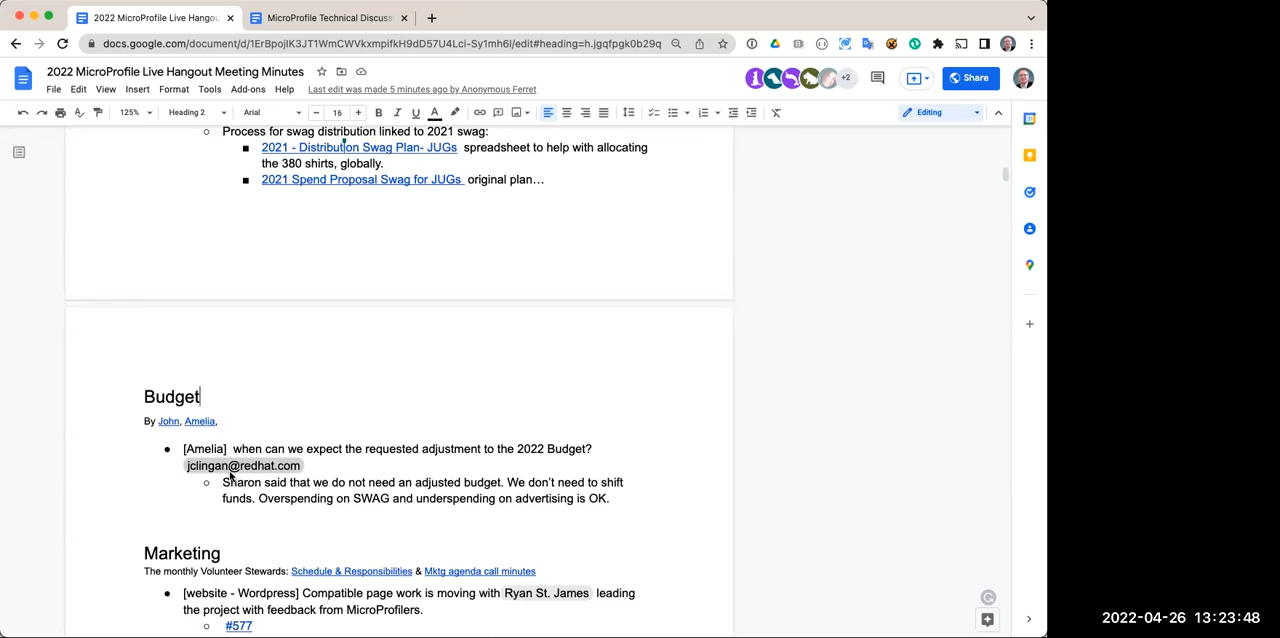 2022 MicroProfile Live Hangou
MicroProfile Technical Discuss
docs.google.com/document/d/1ErBpojIK3JT1WmCWVkxmpifkH9dD57U4Lci-Sy1mh6I/edit#heading=h.jgqfpgk0b29q
2022 MicroProfile Live Hangout Meeting Minutes
+2
Share
File Edit View Insert Format Tools Add-ons Help Last edit was made 5 minutes ago by Anonymous Ferret
125% Heading 2 Arial 16 B I U A Editing
Process for swag distribution linked to 2021 swag:
2021 - Distribution Swag Plan- JUGs spreadsheet to help with allocating
the 380 shirts, globally.
2021 Spend Proposal Swag for JUGs original plan…
Budget
By John, Amelia,
[Amelia] when can we expect the requested adjustment to the 2022 Budget?
jclingan@redhat.com
Sharon said that we do not need an adjusted budget. We don’t need to shift
funds. Overspending on SWAG and underspending on advertising is OK.
Marketing
The monthly Volunteer Stewards: Schedule & Responsibilities & Mktg agenda call minutes
[website - Wordpress] Compatible page work is moving with Ryan St. James leading
the project with feedback from MicroProfilers.
#577
2022-04-26 13:23:48